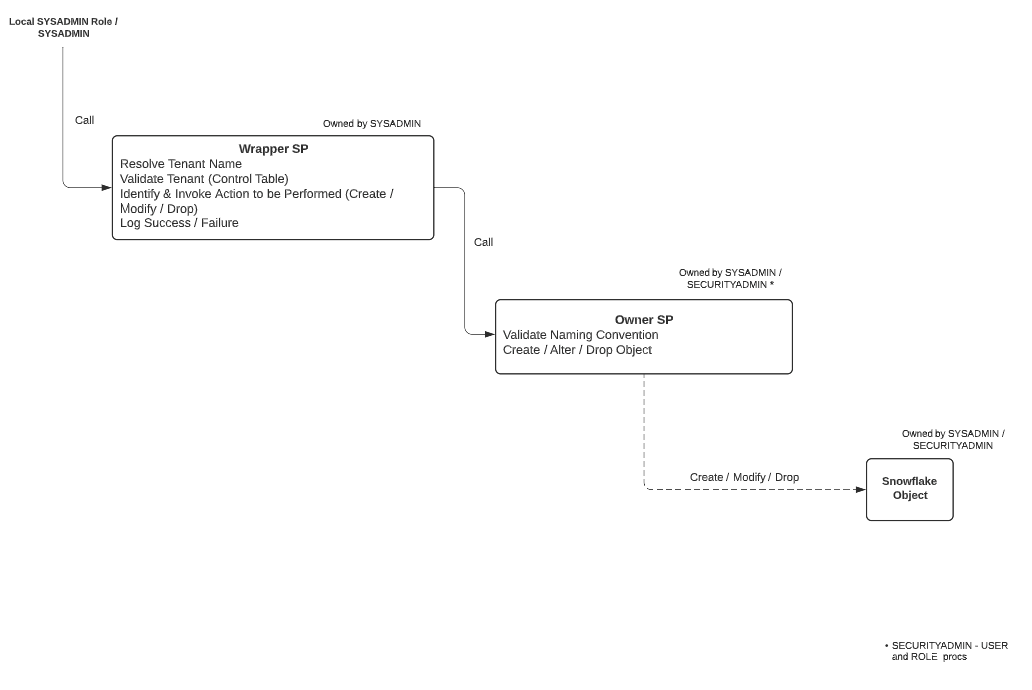 Local SYSADMIN Role /
SYSADMIN
Call
Owned by SYSADMIN
Wrapper SP
Resolve Tenant Name
Validate Tenant (Control Table)
Identify & Invoke Action to be Performed (Create /
Modify / Drop)
Log Success / Failure
Call
Owned by SYSADMIN /
SECURITYADMIN *
Owner SP
Validate Naming Convention
Create / Alter / Drop Object
Create / Modify / Drop
Owned by SYSADMIN /
SECURITYADMIN
Snowflake
Object
* SECURITYADMIN - USER
and ROLE procs